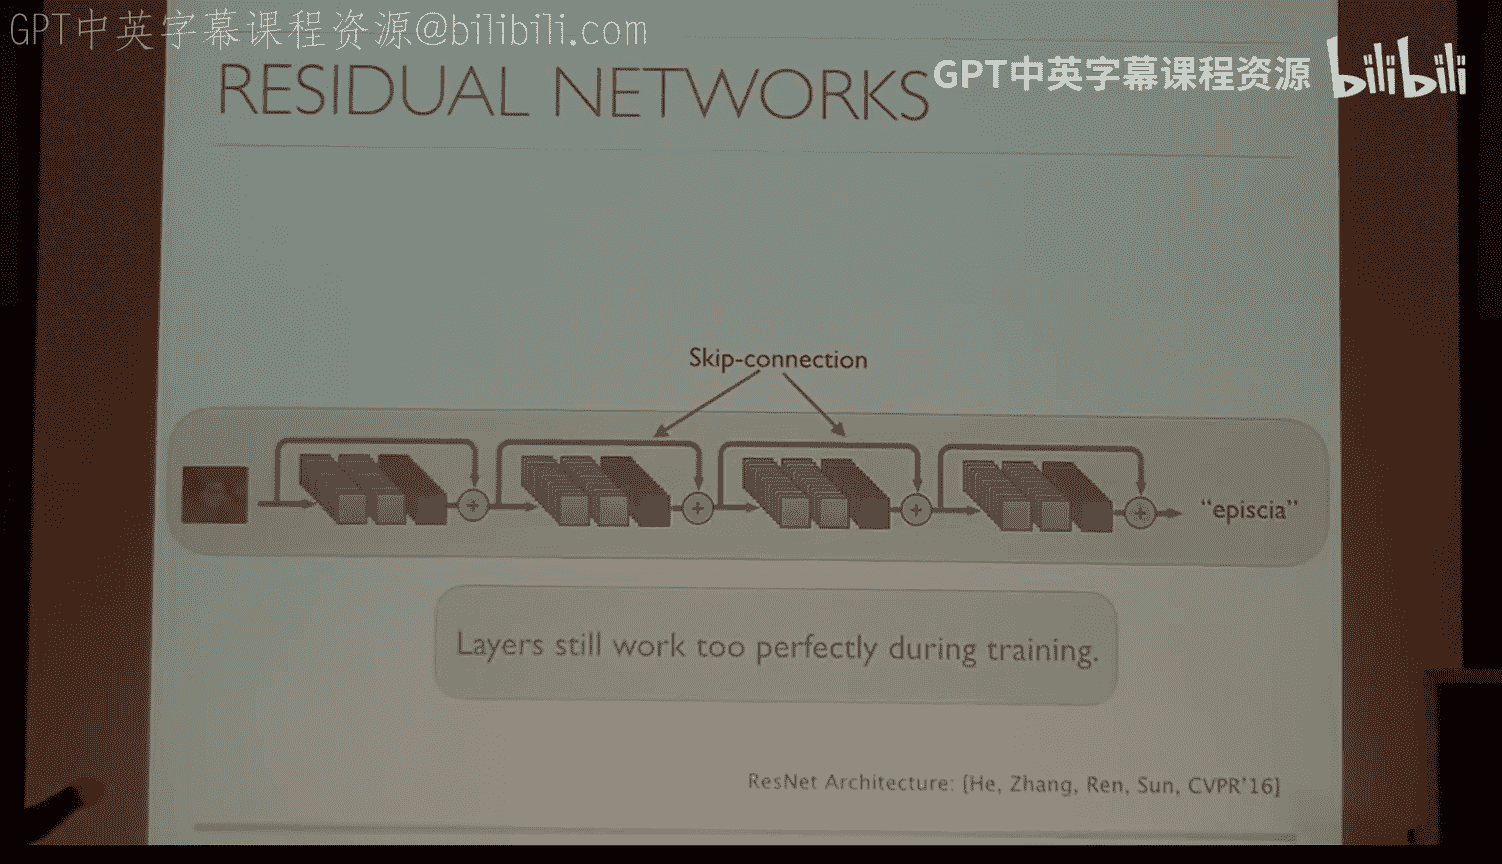 GPT中英字幕课程资源@bilibili.com
GPT中英字幕课程资源 bilibili
RESIDUAL NETWORKS
Skip-connection
+ + + +
"episcia"
Layers still work too perfectly during training.
ResNet Architecture: [He, Zhang, Ren, Sun, CVPR'16]